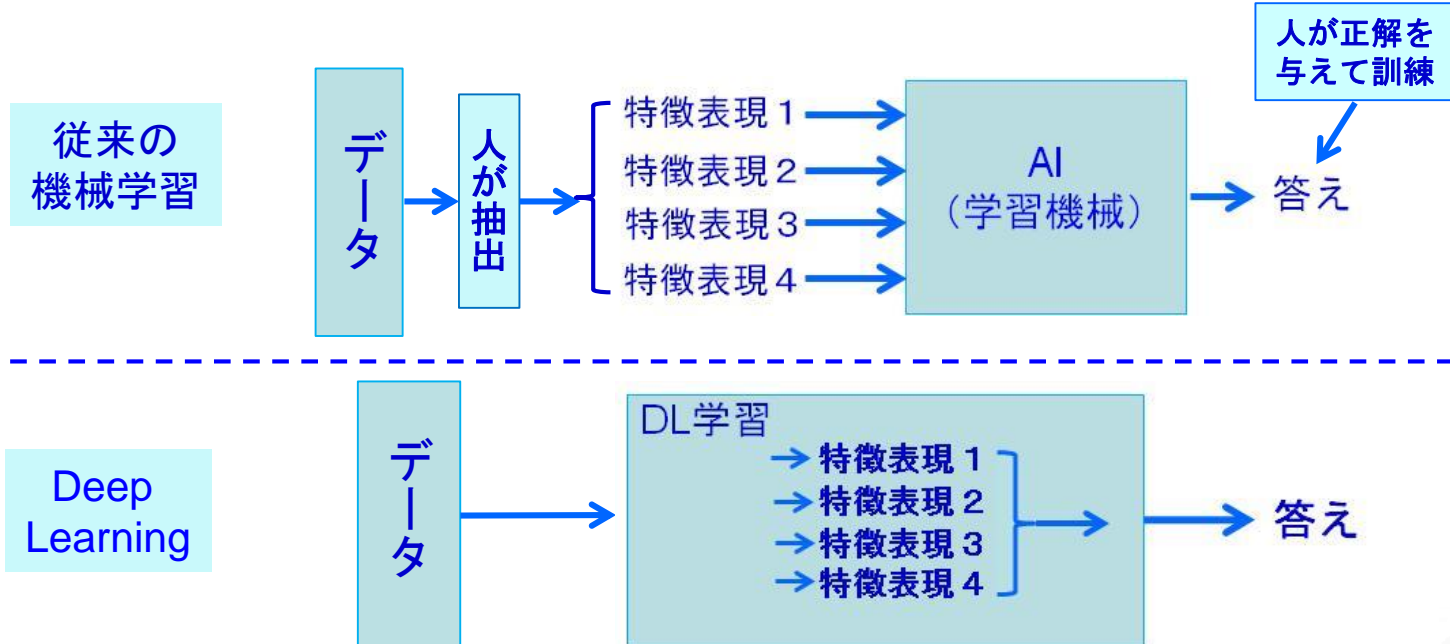 人が正解を
与えて訓練
従来の
機械学習
データ
人が抽出
特徴表現１
特徴表現２
特徴表現３
特徴表現４
AI
（学習機械）
答え
Deep
Learning
データ
DL学習
特徴表現１
特徴表現２
特徴表現３
特徴表現４
答え